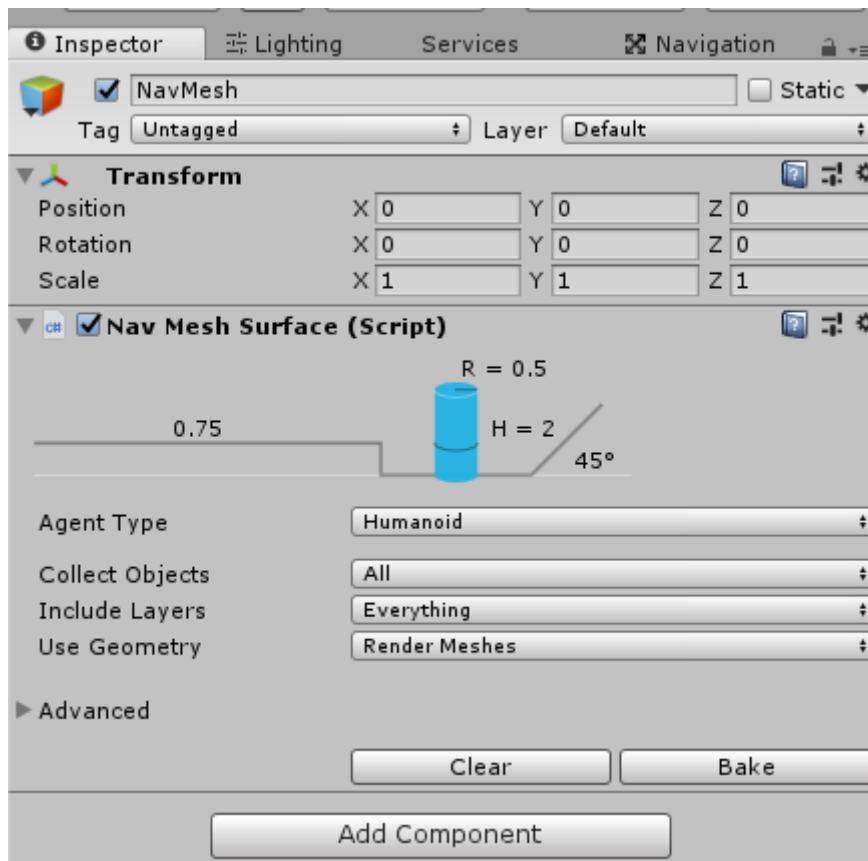 Inspector Lighting Services Navigation
NavMesh Static
Tag Untagged Layer Default
Transform
Position X 0 Y 0 Z 0
Rotation X 0 Y 0 Z 0
Scale X 1 Y 1 Z 1
c# Nav Mesh Surface (Script)
R = 0.5
0.75 H = 2
45°
Agent Type Humanoid
Collect Objects All
Include Layers Everything
Use Geometry Render Meshes
Advanced
Clear Bake
Add Component